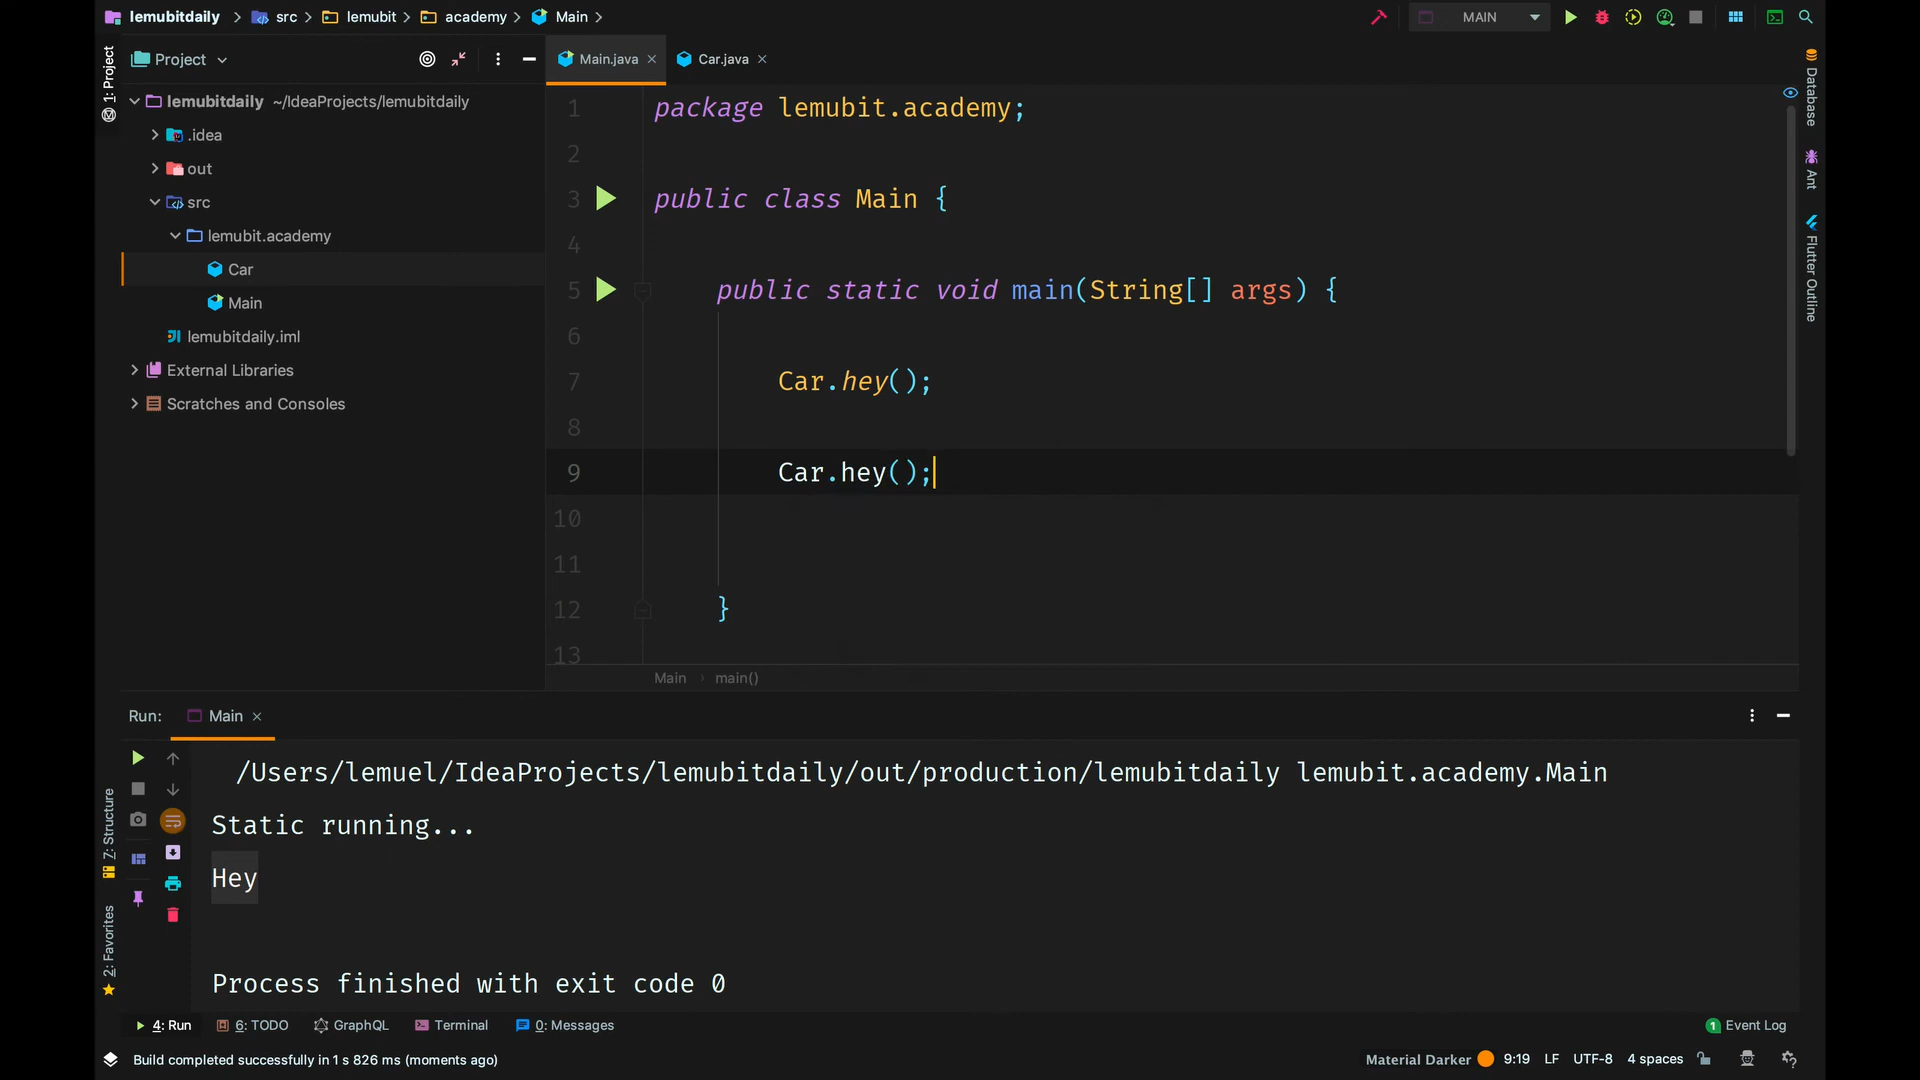 lemubitdaily > src > lemubit > academy > Main >
MAIN
1: Project
Project
lemubitdaily ~/IdeaProjects/lemubitdaily
.idea
out
src
lemubit.academy
Car
Main
lemubitdaily.iml
External Libraries
Scratches and Consoles
Main.java
Car.java
1 package lemubit.academy;
2
3 public class Main {
4
5 public static void main(String[] args) {
6
7 Car.hey();
8
9 Car.hey();
10
11
12 }
13
Main > main()
Database
Ant
Flutter Outline
Run: Main
/Users/lemuel/IdeaProjects/lemubitdaily/out/production/lemubitdaily lemubit.academy.Main
Static running...
Hey
Process finished with exit code 0
7: Structure
2: Favorites
4: Run
6: TODO
GraphQL
Terminal
0: Messages
1 Event Log
Build completed successfully in 1 s 826 ms (moments ago)
Material Darker
9:19 LF UTF-8 4 spaces